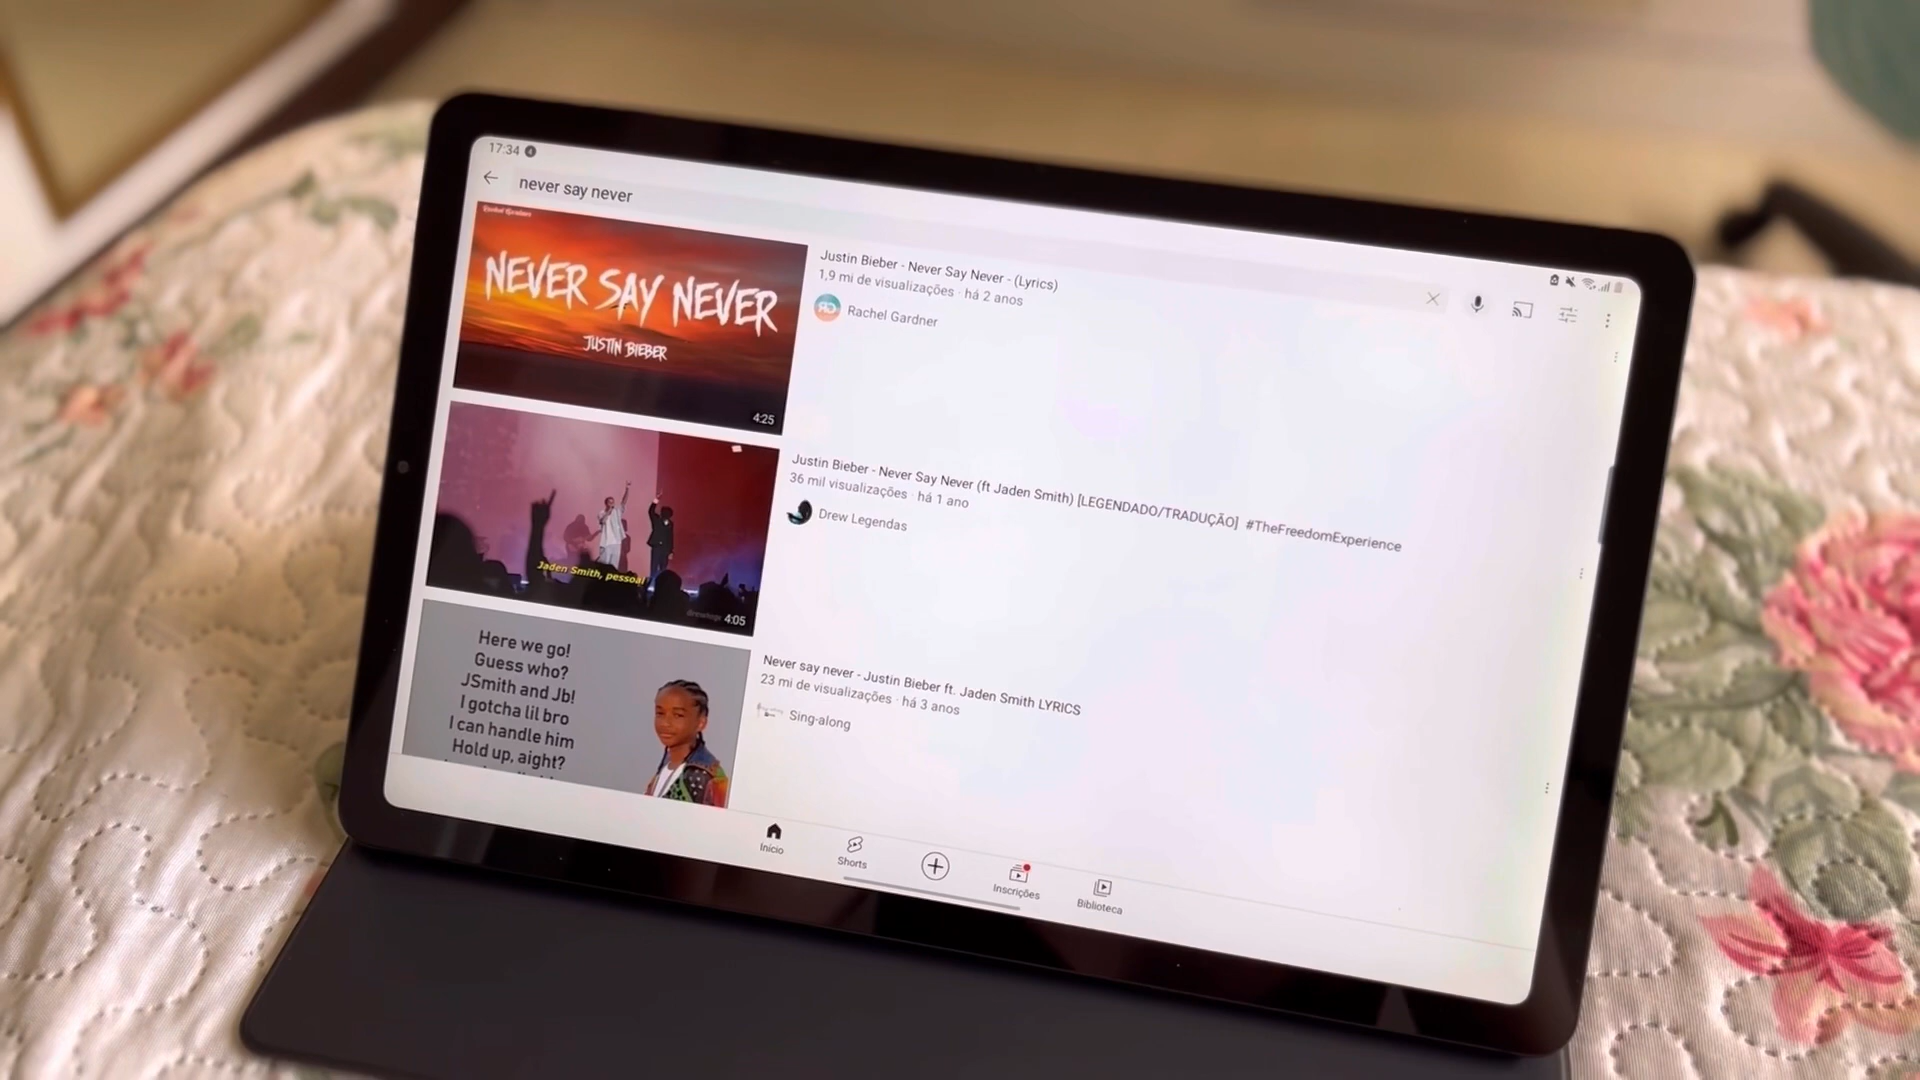 17:34
never say never
Rachel Gardner
NEVER SAY NEVER
JUSTIN BIEBER
4:25
Justin Bieber - Never Say Never - (Lyrics)
1,9 mi de visualizações · há 2 anos
Rachel Gardner
Jaden Smith, pessoal
4:05
Justin Bieber - Never Say Never (ft Jaden Smith) [LEGENDADO/TRADUÇÃO] #TheFreedomExperience
36 mil visualizações · há 1 ano
Drew Legendas
Here we go!
Guess who?
JSmith and Jb!
I gotcha lil bro
I can handle him
Hold up, aight?
Never say never - Justin Bieber ft. Jaden Smith LYRICS
23 mi de visualizações · há 3 anos
Sing-along
Início
Shorts
Inscrições
Biblioteca